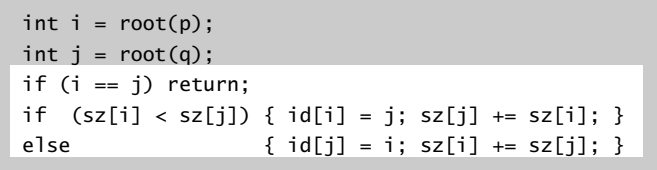 int i = root(p);
int j = root(q);
if (i == j) return;
if  (sz[i] < sz[j]) { id[i] = j; sz[j] += sz[i]; }
else                { id[j] = i; sz[i] += sz[j]; }